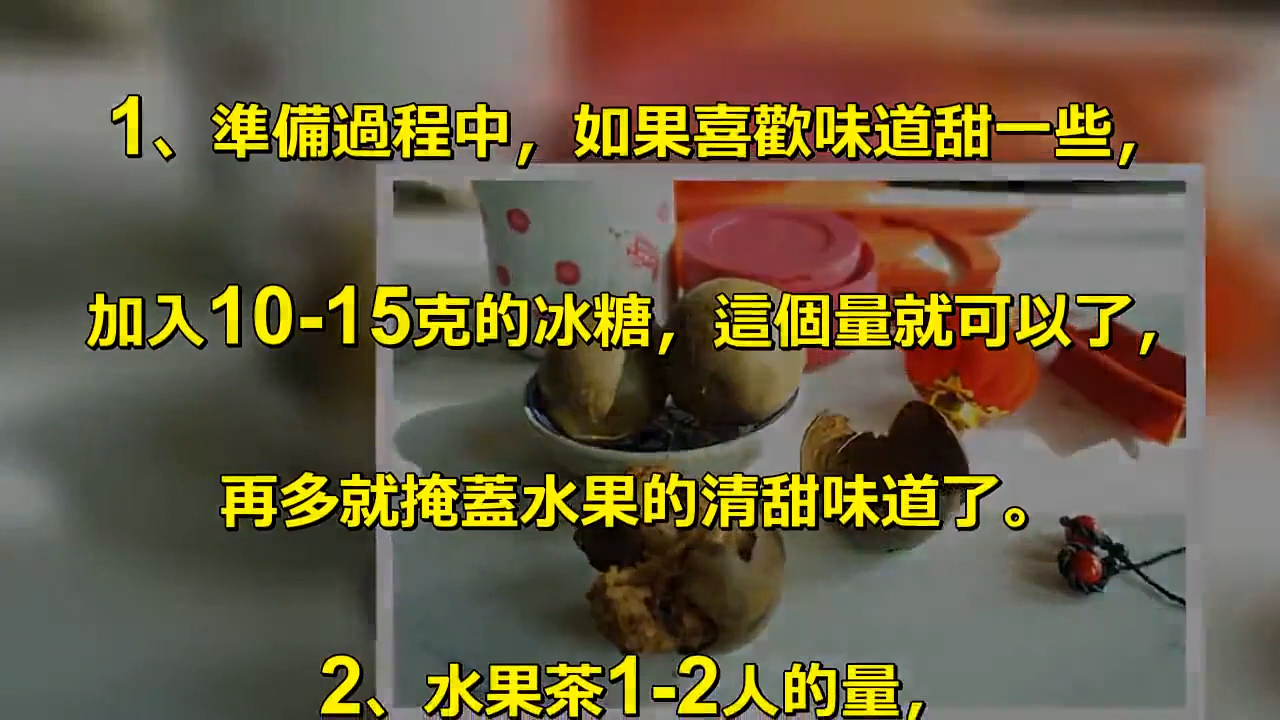 1、準備過程中，如果喜歡味道甜一些，
加入10-15克的冰糖，這個量就可以了，
再多就掩蓋水果的清甜味道了。
2、水果茶1-2人的量，